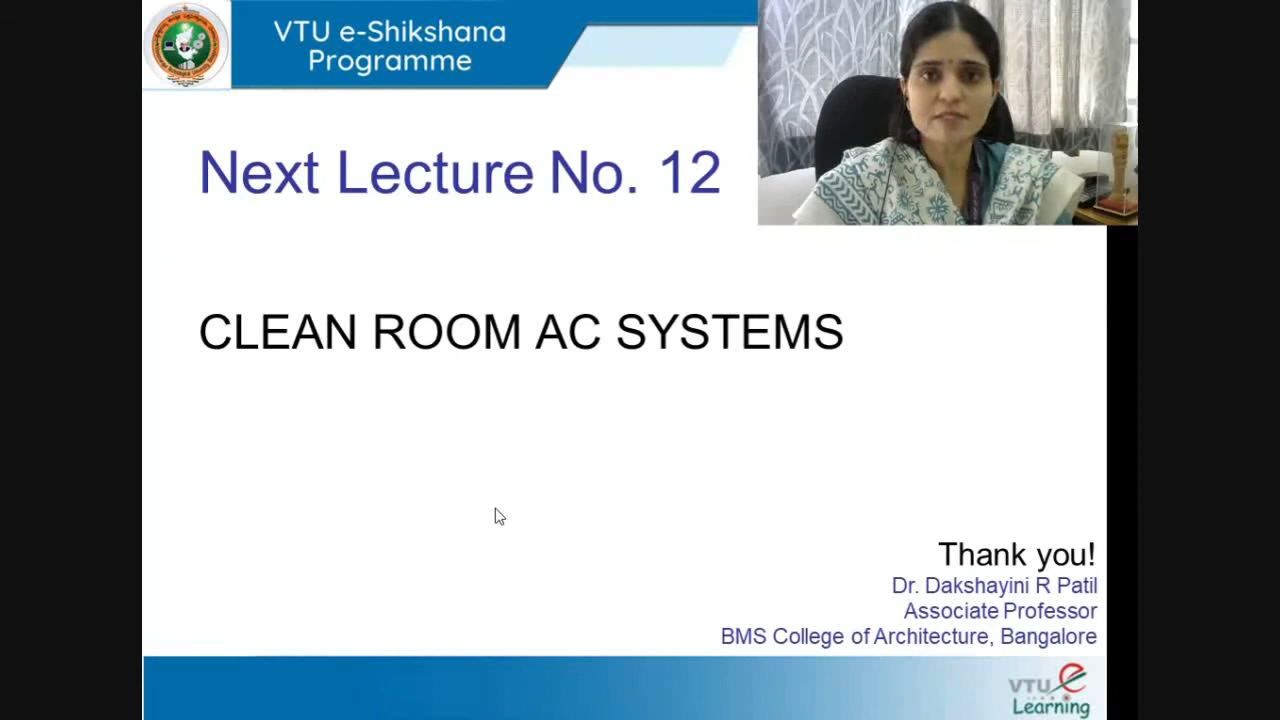 VTU e-Shikshana
Programme
Next Lecture No. 12
CLEAN ROOM AC SYSTEMS
Thank you!
Dr. Dakshayini R Patil
Associate Professor
BMS College of Architecture, Bangalore
VTU e
Learning